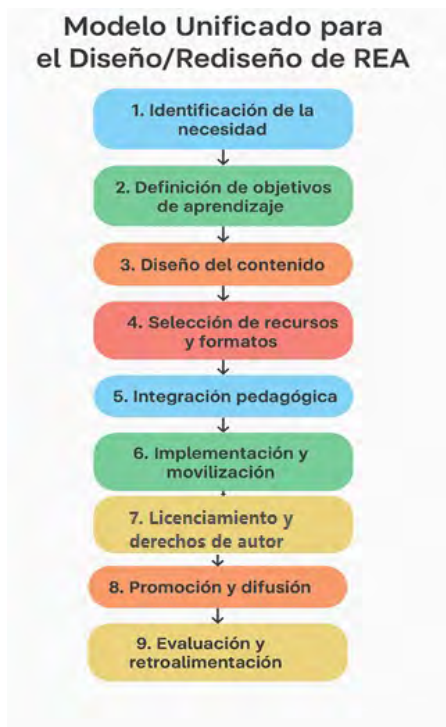 Modelo Unificado para
el Diseño/Rediseño de REA
1. Identificación de la
necesidad
2. Definición de objetivos
de aprendizaje
3. Diseño del contenido
4. Selección de recursos
y formatos
5. Integración pedagógica
6. Implementación y
movilización
7. Licenciamiento y
derechos de autor
8. Promoción y difusión
9. Evaluación y
retroalimentación